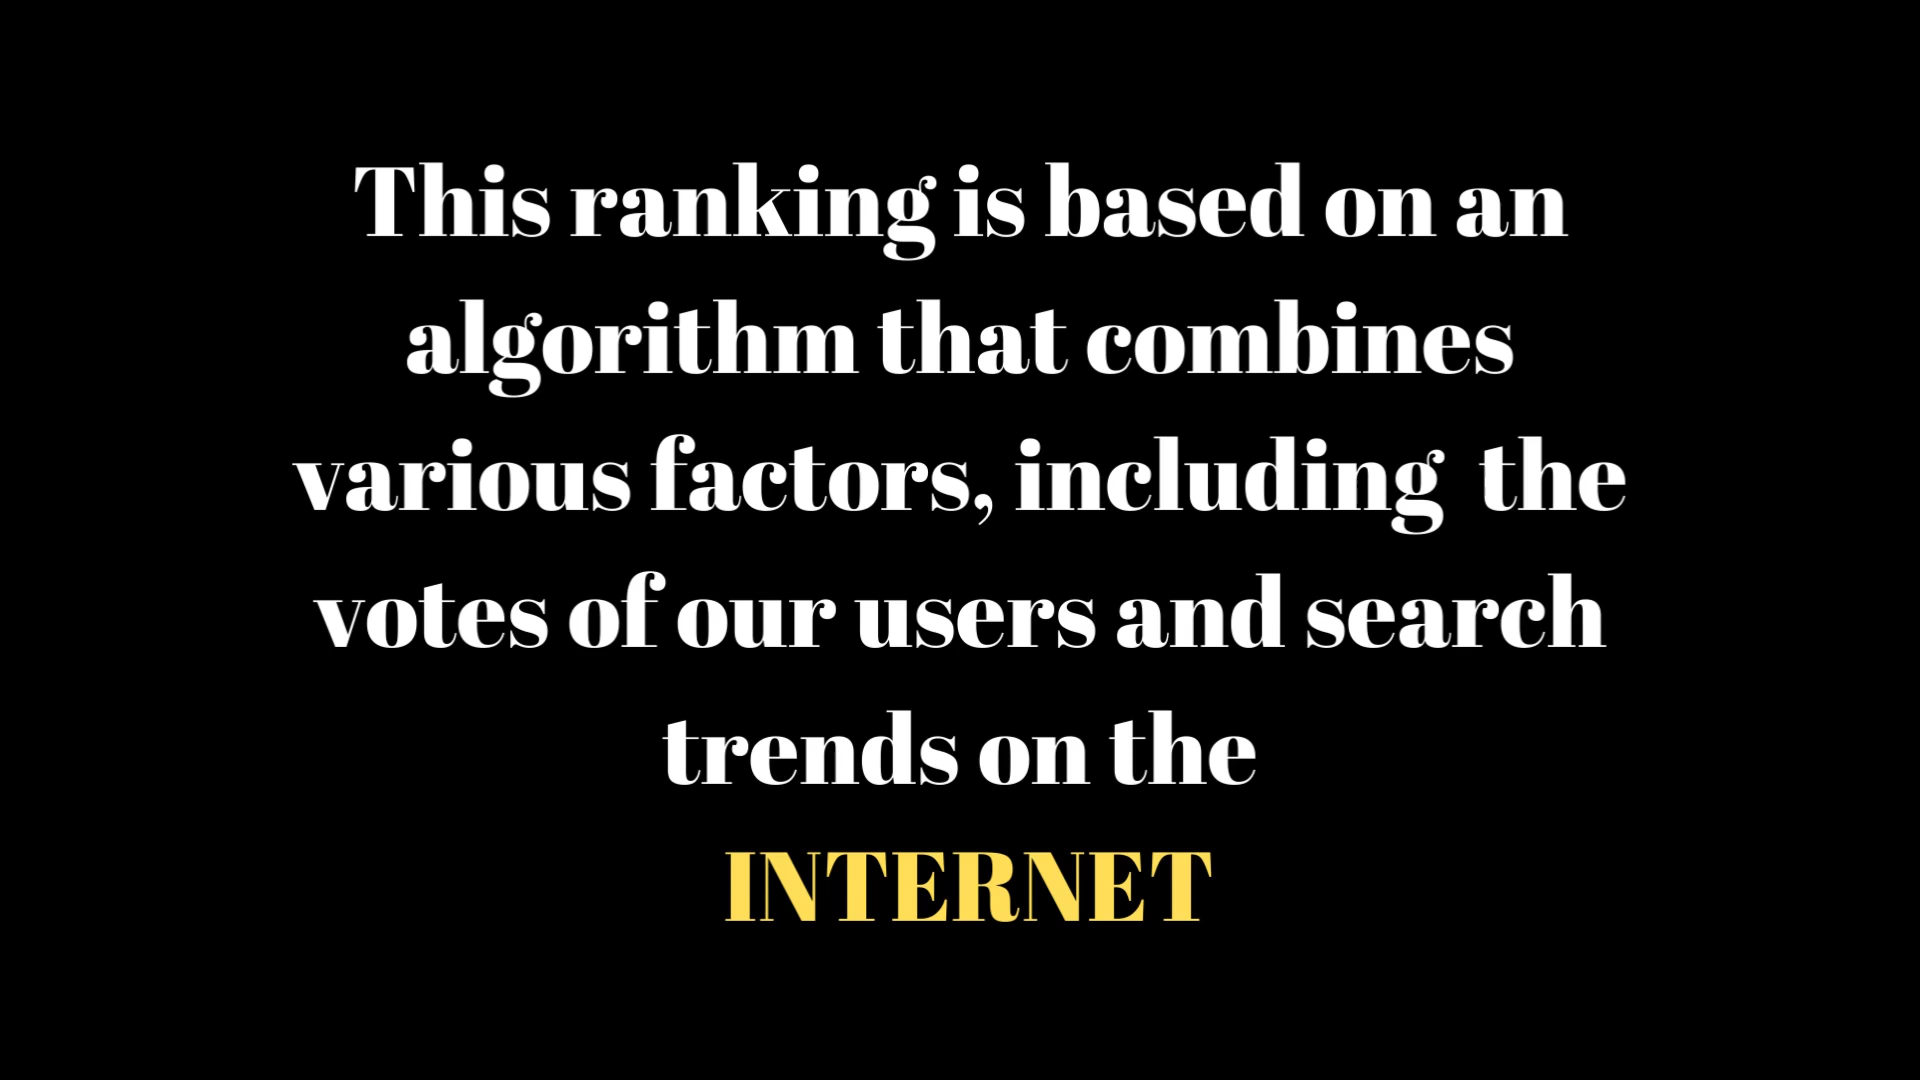 This ranking is based on an
algorithm that combines
various factors, including  the
votes of our users and search
trends on the
INTERNET